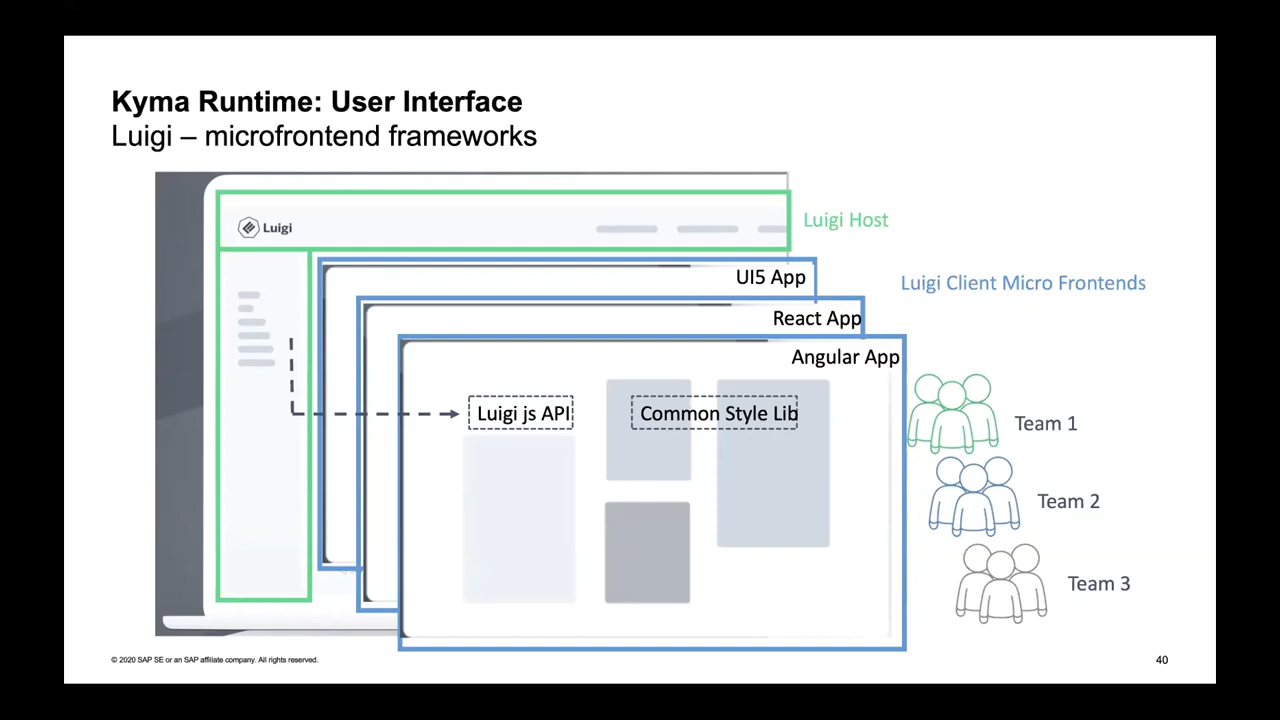 Kyma Runtime: User Interface
Luigi – microfrontend frameworks
Luigi
Luigi Host
UI5 App
Luigi Client Micro Frontends
React App
Angular App
Luigi js API
Common Style Lib
Team 1
Team 2
Team 3
© 2020 SAP SE or an SAP affiliate company. All rights reserved.
40